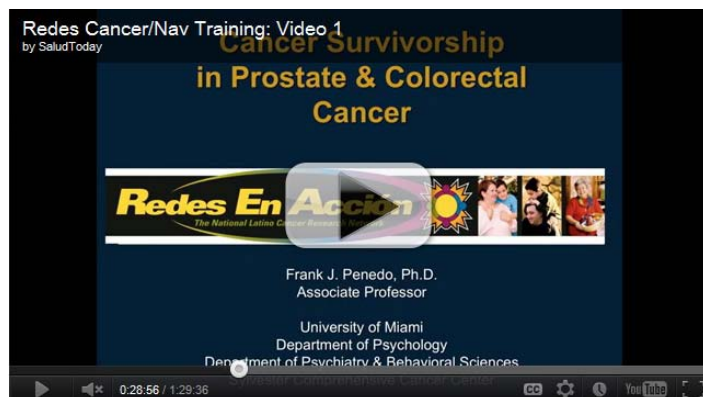 Redes Cancer/Nav Training: Video 1
by SaludToday
Cancer Survivorship
in Prostate & Colorectal
Cancer
Redes En Acción
The National Latino Cancer Research Network
Frank J. Penedo, Ph.D.
Associate Professor
University of Miami
Department of Psychology
Department of Psychiatry & Behavioral Sciences
Sylvester Comprehensive Cancer Center
0:28:56 / 1:29:36
CC
YouTube